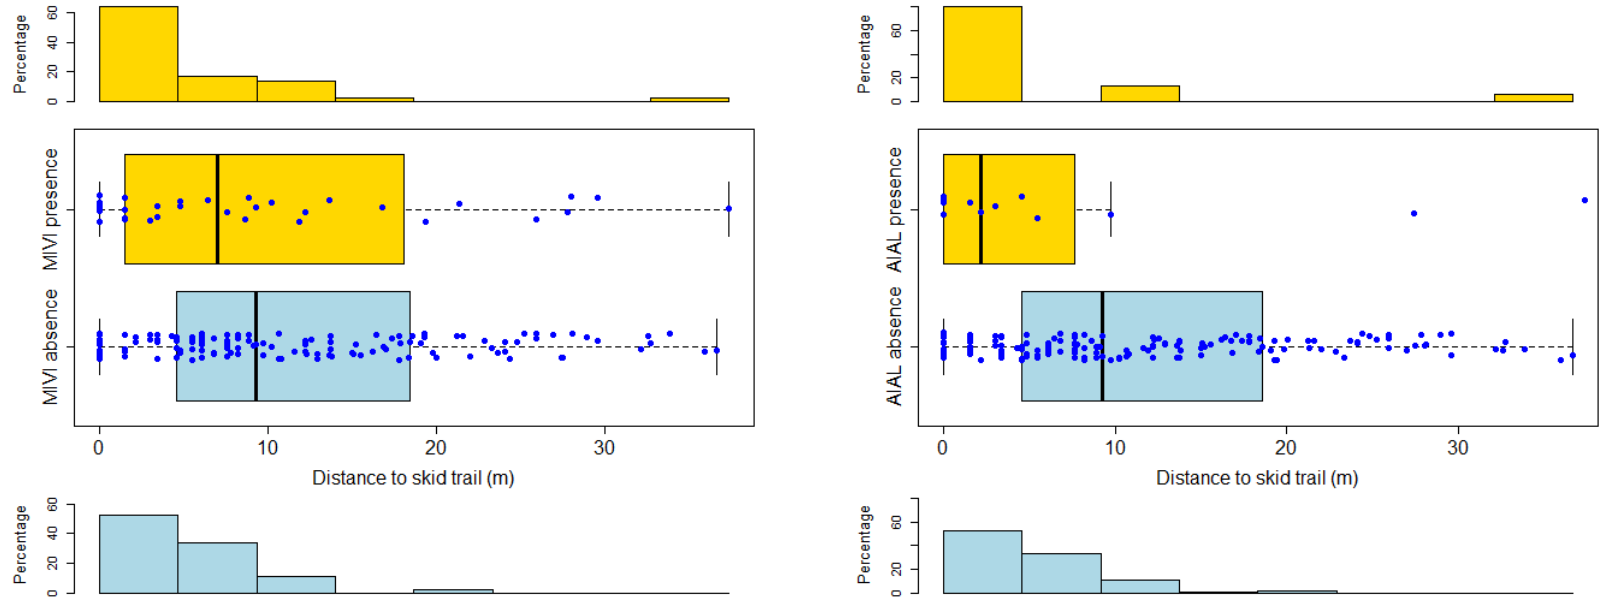 Percentage
0 20 40 60
MIVI presence
MIVI absence
0 10 20 30
Distance to skid trail (m)
Percentage
0 20 40 60
Percentage
0 20 60
AIAL presence
AIAL absence
0 10 20 30
Distance to skid trail (m)
Percentage
0 20 60